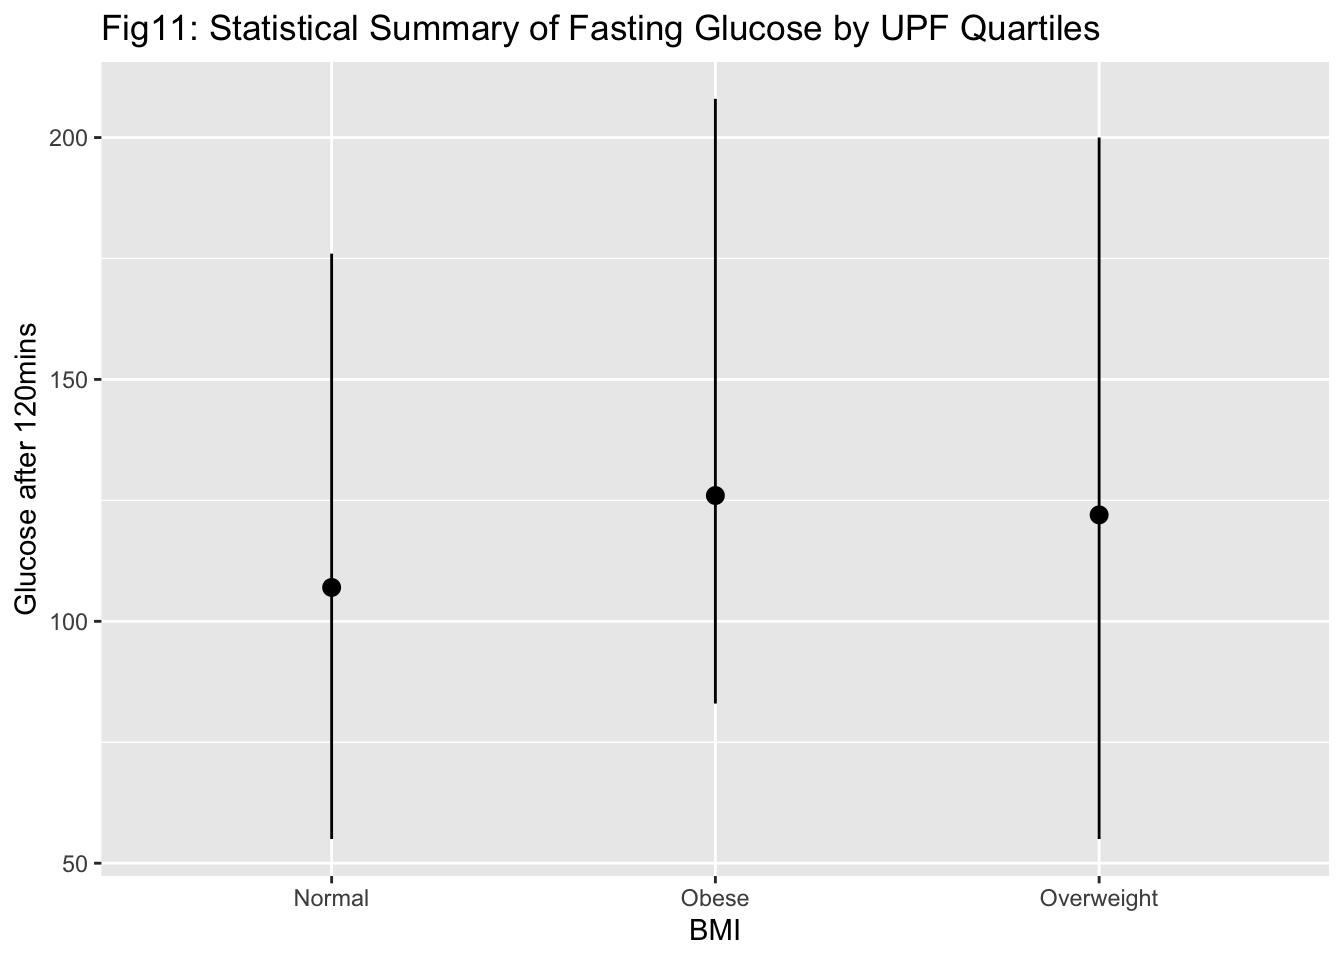 Fig11: Statistical Summary of Fasting Glucose by UPF Quartiles
Glucose after 120mins
200
150
100
50
Normal
Obese
Overweight
BMI